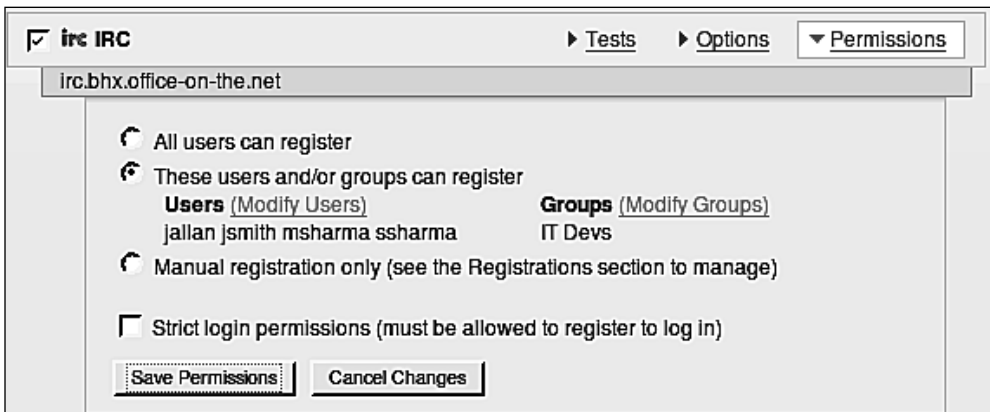 irc IRC Tests Options Permissions
irc.bhx.office-on-the.net
All users can register
These users and/or groups can register
Users (Modify Users) Groups (Modify Groups)
jallan jsmith msharma ssharma IT Devs
Manual registration only (see the Registrations section to manage)
Strict login permissions (must be allowed to register to log in)
Save Permissions Cancel Changes